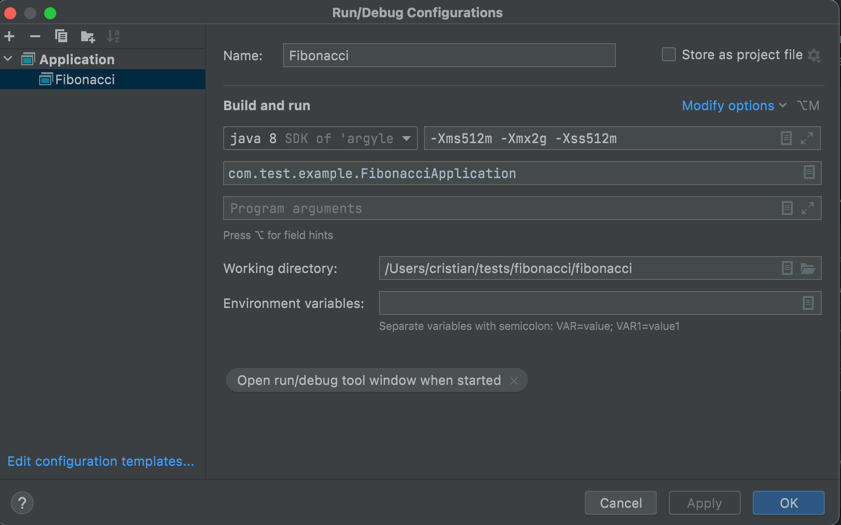 Run/Debug Configurations
Application
Fibonacci
Name: Fibonacci Store as project file
Build and run Modify options ⌥M
java 8 SDK of 'argyle -Xms512m -Xmx2g -Xss512m
com.test.example.FibonacciApplication
Program arguments
Press ⌥ for field hints
Working directory: /Users/cristian/tests/fibonacci/fibonacci
Environment variables:
Separate variables with semicolon: VAR=value; VAR1=value1
Open run/debug tool window when started ×
Edit configuration templates...
? Cancel Apply OK